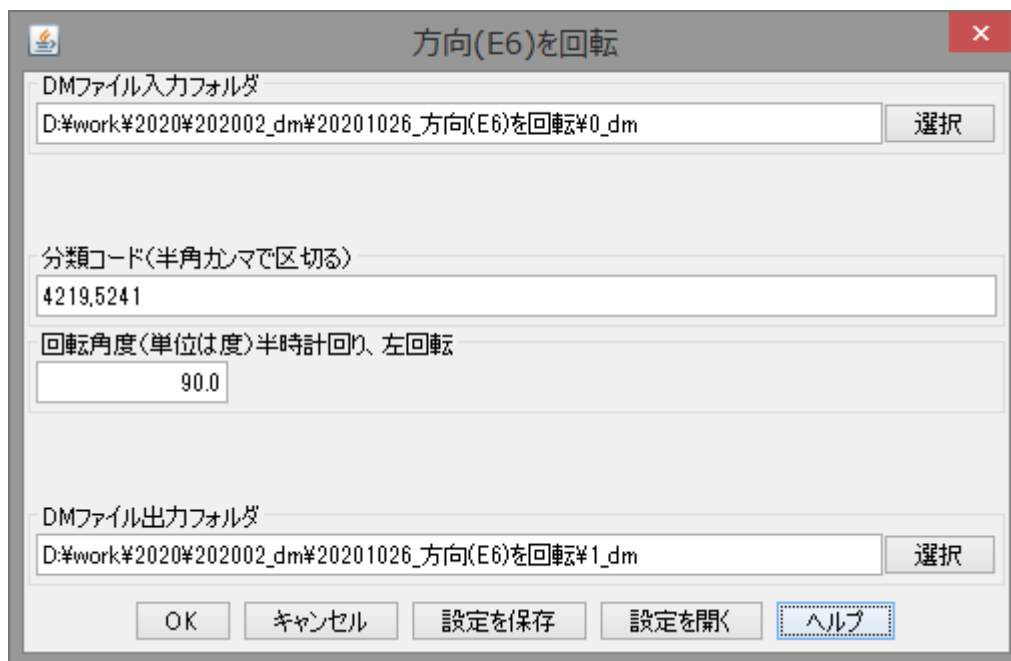 方向(E6)を回転
DMファイル入力フォルダ
D:¥work¥2020¥202002_dm¥20201026_方向(E6)を回転¥0_dm 選択
分類コード(半角カンマで区切る)
4219,5241
回転角度(単位は度)半時計回り、左回転
90.0
DMファイル出力フォルダ
D:¥work¥2020¥202002_dm¥20201026_方向(E6)を回転¥1_dm 選択
OK キャンセル 設定を保存 設定を開く ヘルプ